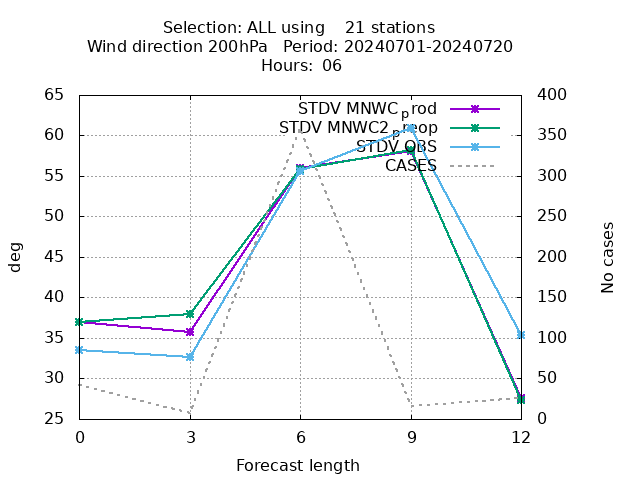 Selection: ALL using 21 stations
Wind direction 200hPa Period: 20240701-20240720
Hours: 06
65
60
55
50
45
40
35
30
25
deg
400
350
300
250
200
150
100
50
0
No cases
STDV MNWC_prod
STDV MNWC2_preop
STDV OBS
CASES
0 3 6 9 12
Forecast length